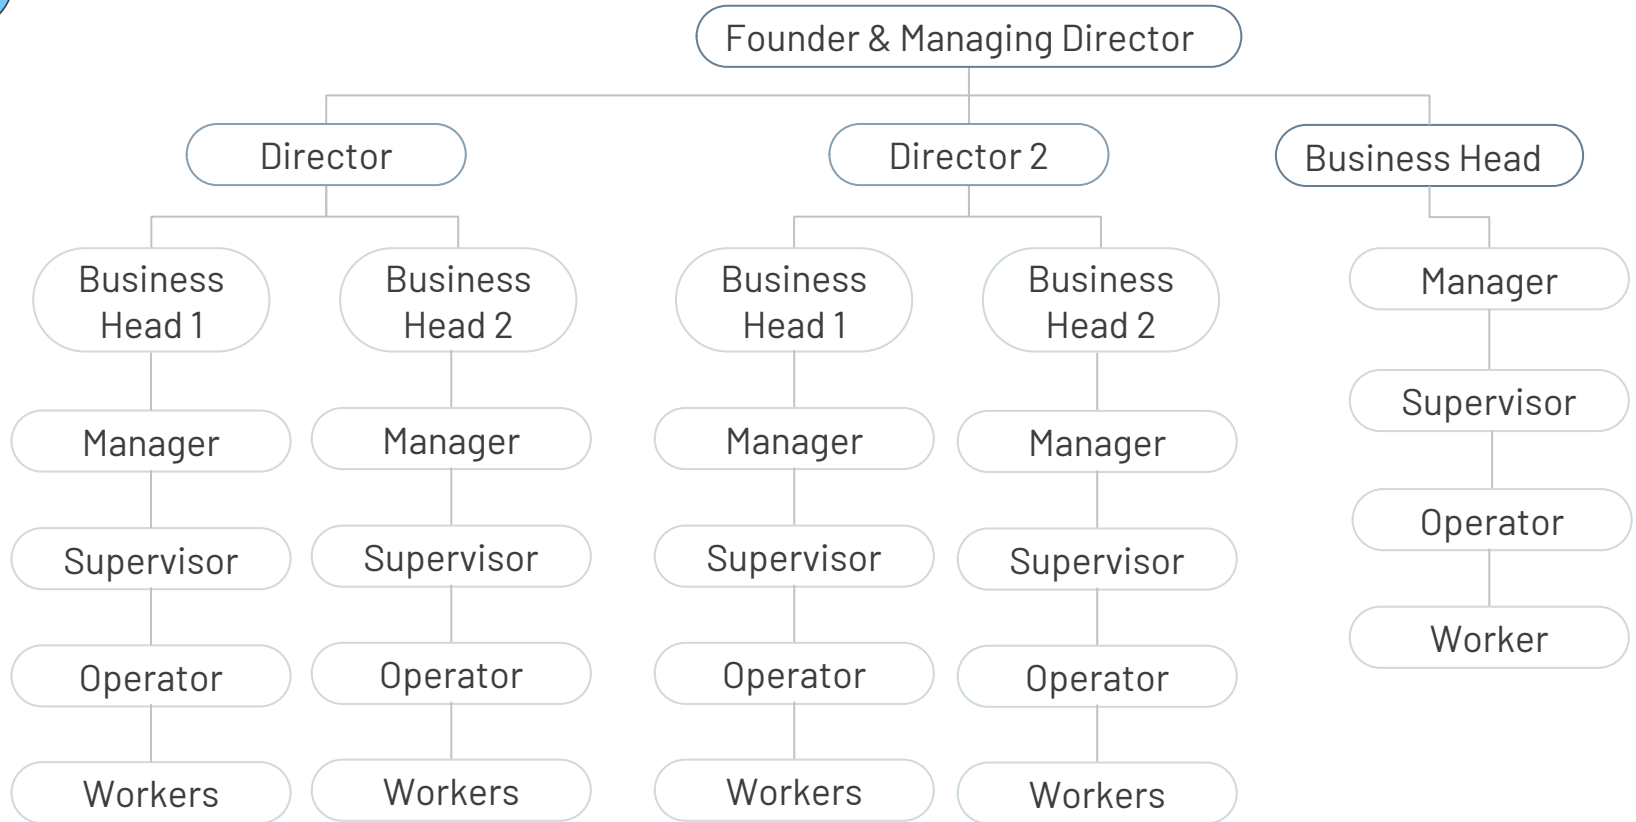 Founder & Managing Director
Director
Director 2
Business Head
Business
Head 1
Business
Head 2
Business
Head 1
Business
Head 2
Manager
Manager
Manager
Manager
Manager
Supervisor
Supervisor
Supervisor
Supervisor
Supervisor
Operator
Operator
Operator
Operator
Operator
Worker
Workers
Workers
Workers
Workers